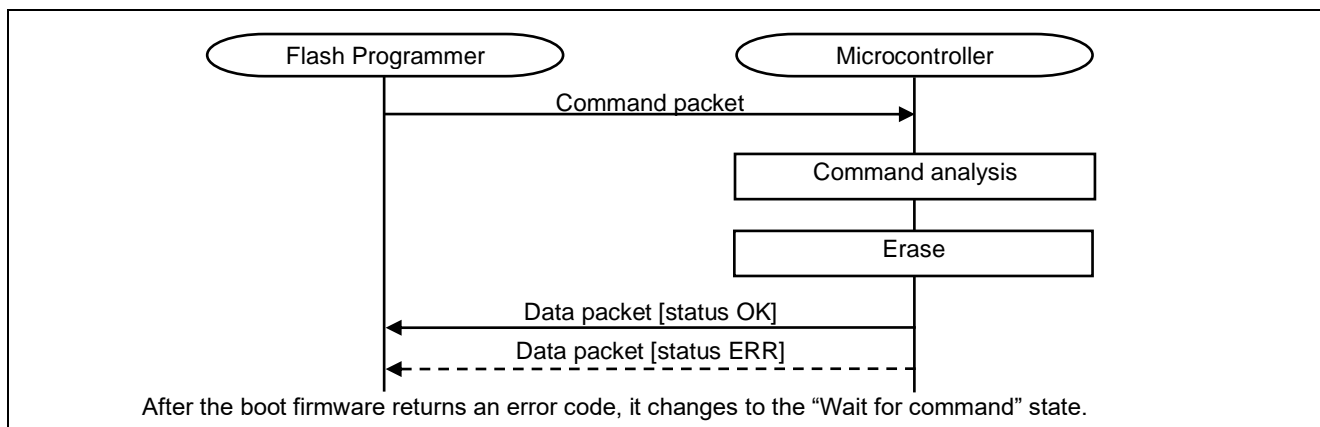 Flash Programmer Microcontroller
Command packet
Command analysis
Erase
Data packet [status OK]
Data packet [status ERR]
After the boot firmware returns an error code, it changes to the “Wait for command” state.